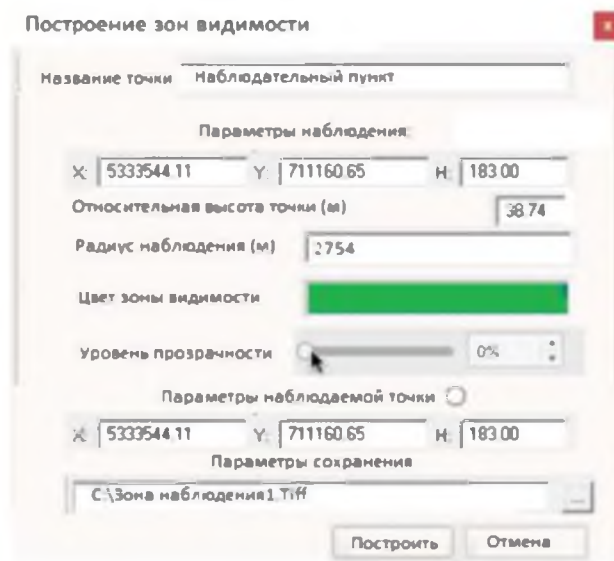 Построение зон видимости
Название точки Наблюдательный пункт
Параметры наблюдения:
X: 5333544.11 Y: 711160.65 H: 183.00
Относительная высота точки (м) 38.74
Радиус наблюдения (м) 2754
Цвет зоны видимости
Уровень прозрачности 0%
Параметры наблюдаемой точки
X: 5333544.11 Y: 711160.65 H: 183.00
Параметры сохранения
C:\Зона наблюдения1.Tiff ...
Построить Отмена